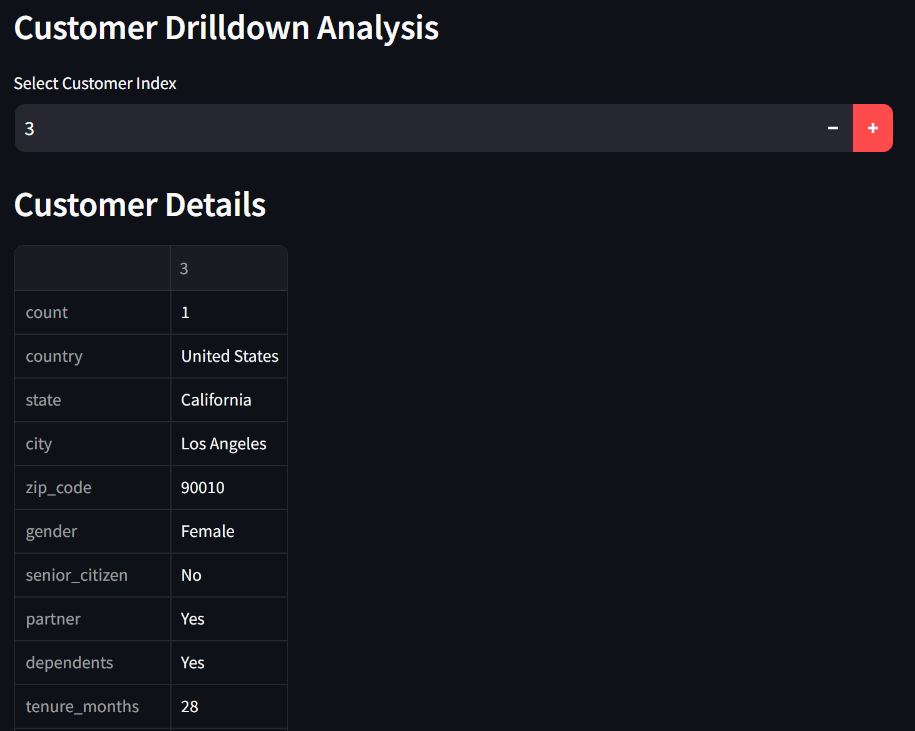 Customer Drilldown Analysis
Select Customer Index
3 − +
Customer Details
3
count 1
country United States
state California
city Los Angeles
zip_code 90010
gender Female
senior_citizen No
partner Yes
dependents Yes
tenure_months 28